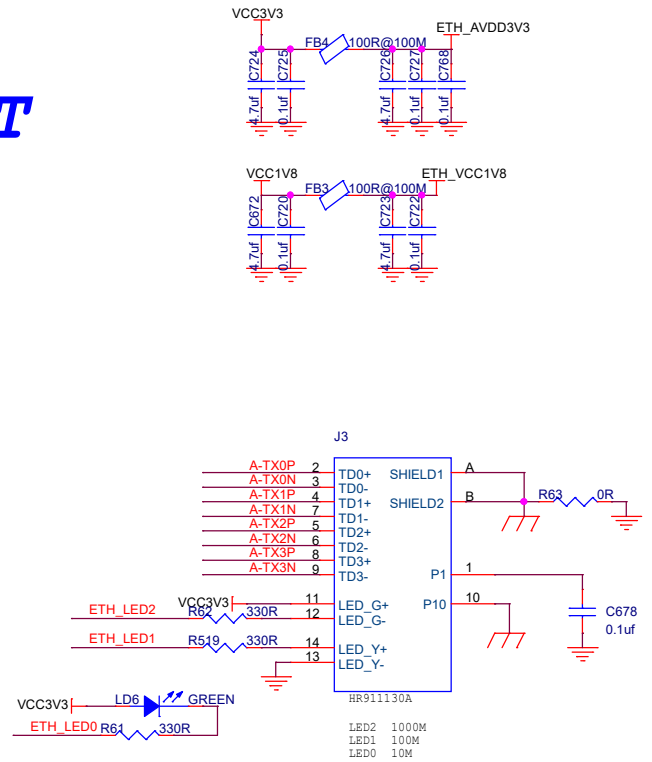 VCC3V3
FB4
100R@100M
ETH_AVDD3V3
C724
C725
C726
C727
C768
4.7uf
0.1uf
4.7uf
0.1uf
0.1uf
T
VCC1V8
FB3
100R@100M
ETH_VCC1V8
C672
C720
C723
C722
4.7uf
0.1uf
4.7uf
0.1uf
J3
A-TX0P 2 TD0+ SHIELD1 A
A-TX0N 3 TD0-
A-TX1P 4 TD1+ SHIELD2 B R63 0R
A-TX1N 7 TD1-
A-TX2P 5 TD2+
A-TX2N 6 TD2-
A-TX3P 8 TD3+
A-TX3N 9 TD3- P1 1
VCC3V3 11 LED_G+ P10 10
ETH_LED2 R62 330R 12 LED_G-
C678
0.1uf
ETH_LED1 R519 330R 14 LED_Y+
13 LED_Y-
HR911130A
VCC3V3 LD6 GREEN
ETH_LED0 R61 330R
LED2 1000M
LED1 100M
LED0 10M